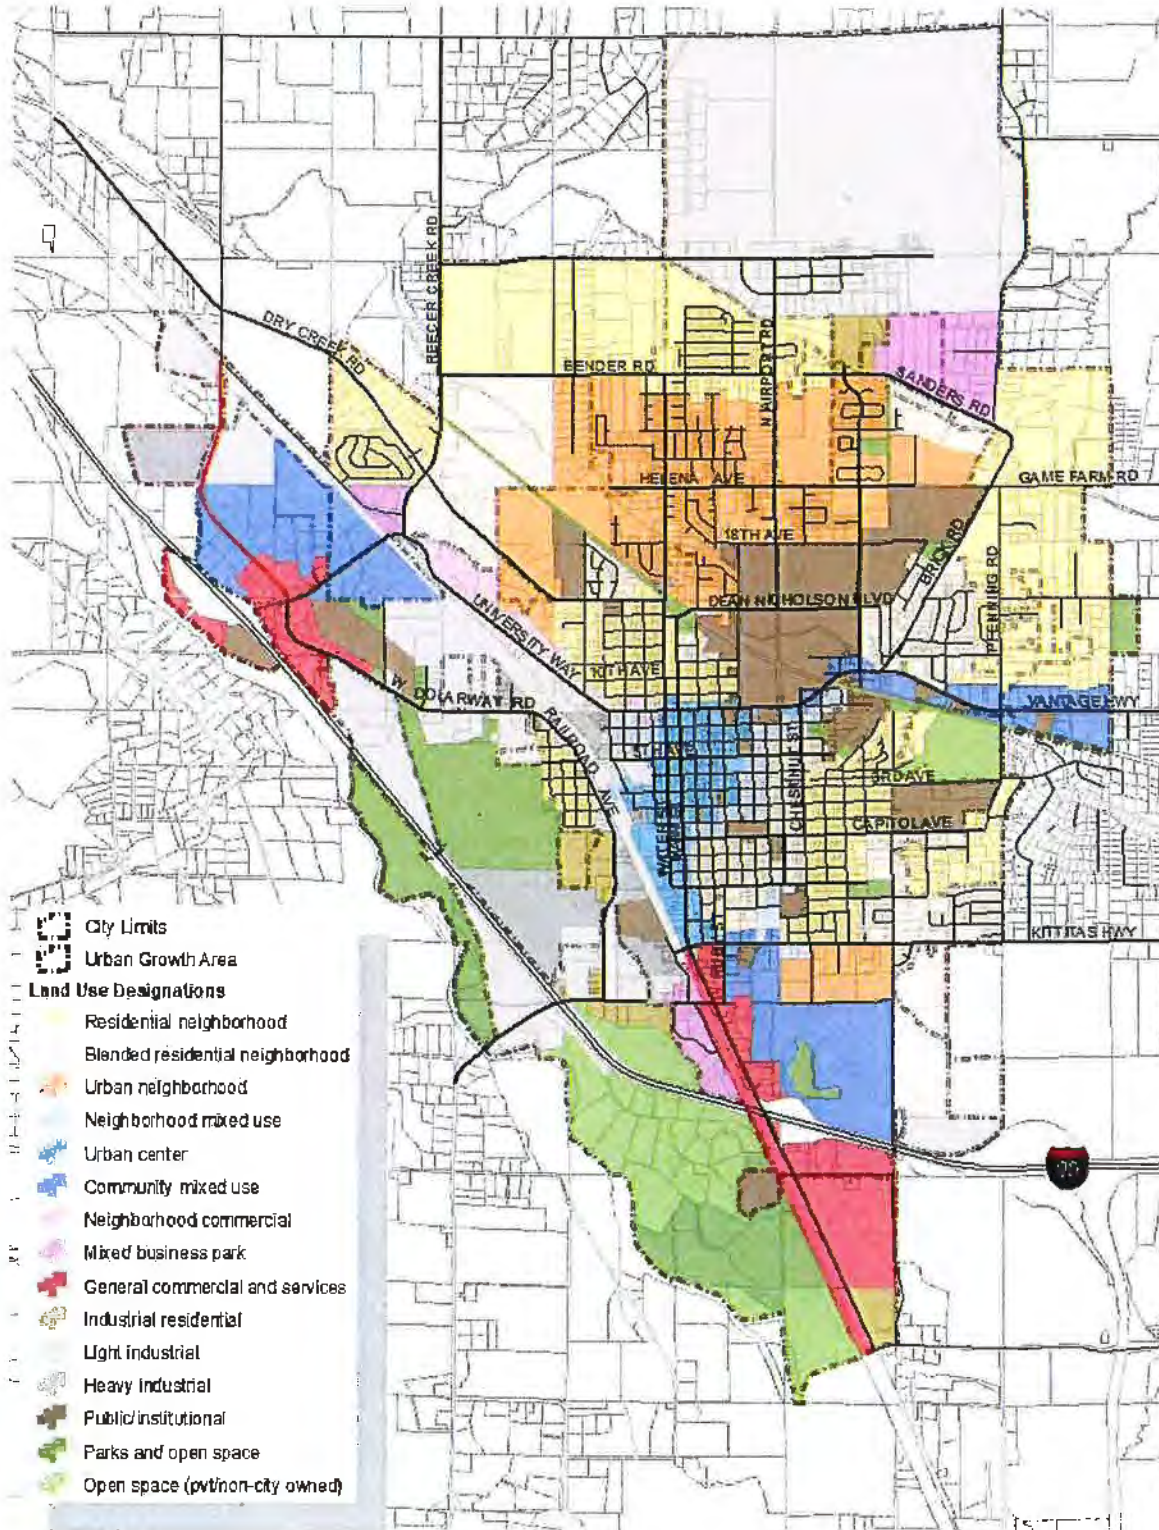 REECER CREEK RD
DRY CREEK RD
BENDER RD
N AIRPORT RD
SANDERS RD
HELENA AVE
GAME FARM RD
18TH AVE
BRICK RD
PFENNING RD
DEAN NICHOLSON BLVD
UNIVERSITY WAY
10TH AVE
W DOLARWAY RD
RAILROAD AVE
VANTAGE HWY
CHESTNUT ST
3RD AVE
CAPITOL AVE
WATER ST
KITTITAS HWY
City Limits
Urban Growth Area
Land Use Designations
Residential neighborhood
Blended residential neighborhood
Urban neighborhood
Neighborhood mixed use
Urban center
Community mixed use
Neighborhood commercial
Mixed business park
General commercial and services
Industrial residential
Light industrial
Heavy industrial
Public/institutional
Parks and open space
Open space (pvt/non-city owned)